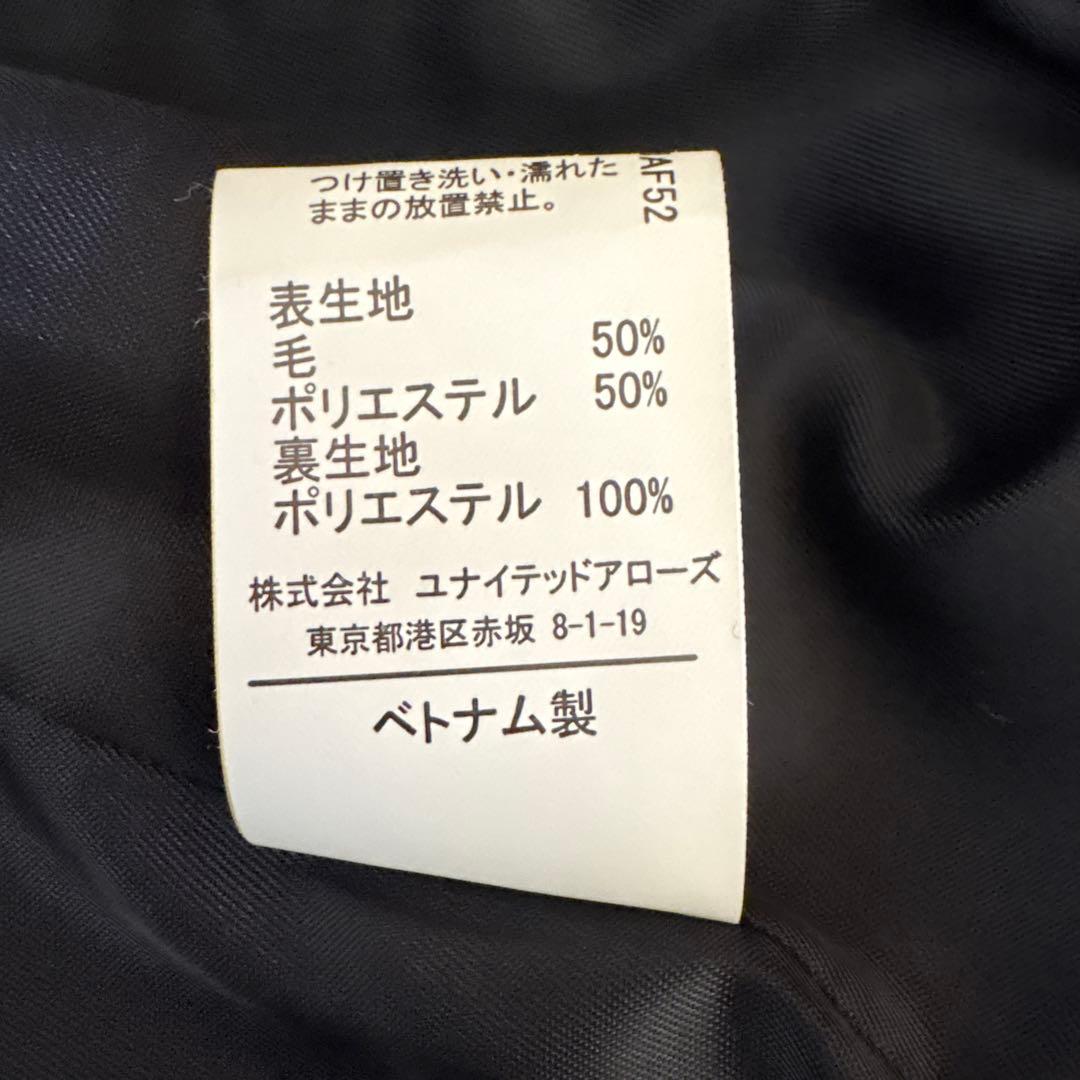 つけ置き洗い・濡れた
ままの放置禁止。
AF52
表生地
毛 50%
ポリエステル 50%
裏生地
ポリエステル 100%
株式会社 ユナイテッドアローズ
東京都港区赤坂 8-1-19
ベトナム製